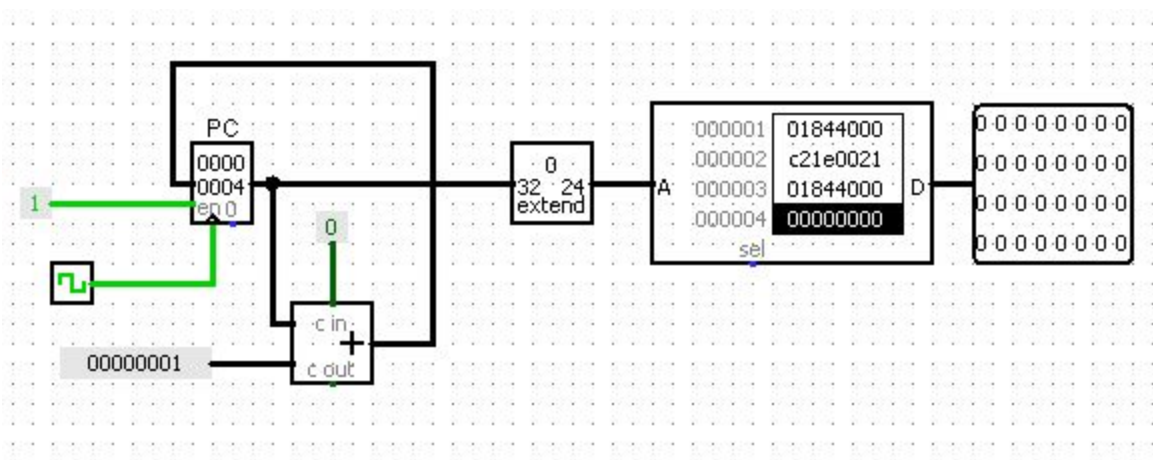 PC
0000
0004
en 0
1
0
c in
+
c out
00000001
0
32 24
extend
A
000001 01844000
000002 c21e0021
000003 01844000
000004 00000000
sel
D
0 0 0 0 0 0 0 0
0 0 0 0 0 0 0 0
0 0 0 0 0 0 0 0
0 0 0 0 0 0 0 0